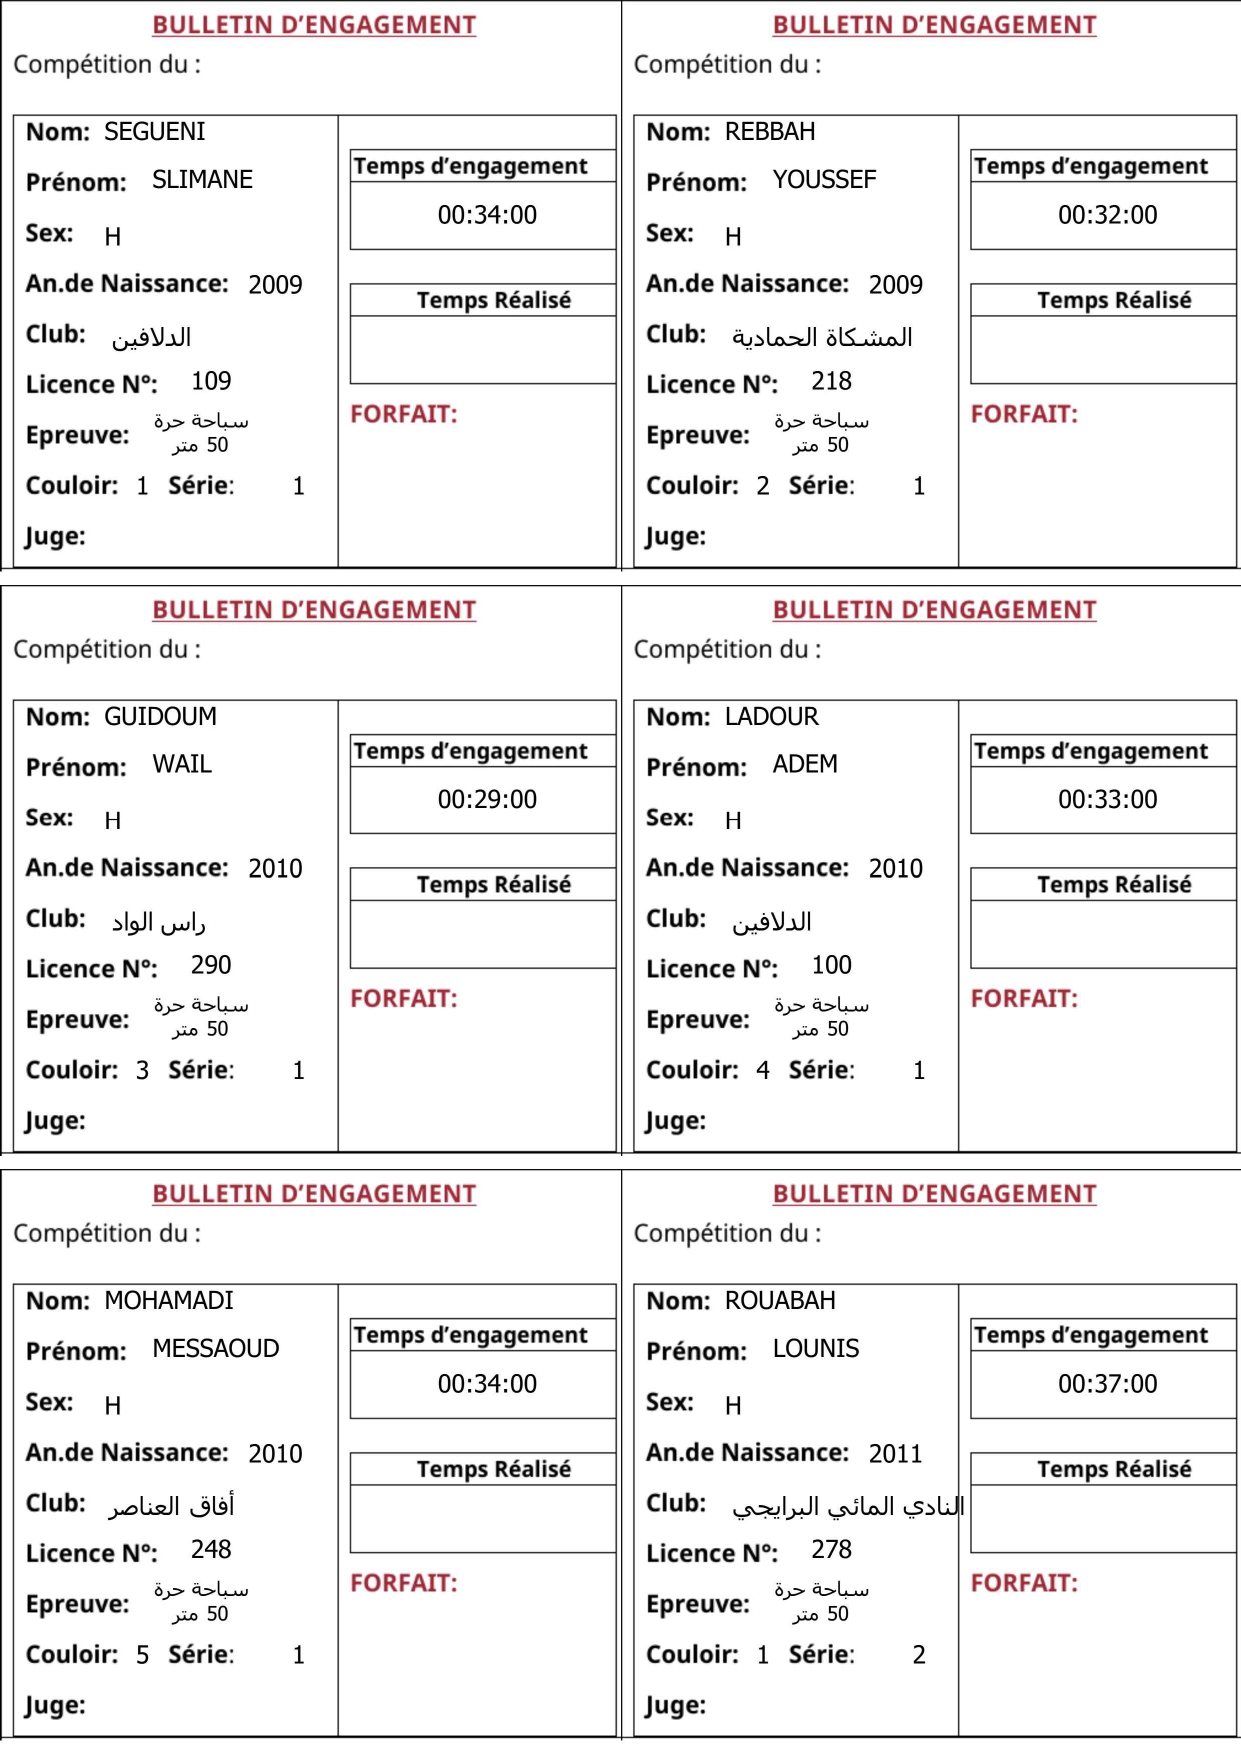 BULLETIN D’ENGAGEMENT
Compétition du :
Nom: SEGUENI
Prénom: SLIMANE
Sex: H
An.de Naissance: 2009
Club: الدلافين
Licence N°: 109
Epreuve: سباحة حرة
50 متر
Couloir: 1 Série: 1
Juge:
Temps d’engagement
00:34:00
Temps Réalisé
FORFAIT:
BULLETIN D’ENGAGEMENT
Compétition du :
Nom: REBBAH
Prénom: YOUSSEF
Sex: H
An.de Naissance: 2009
Club: المشكاة الحمادية
Licence N°: 218
Epreuve: سباحة حرة
50 متر
Couloir: 2 Série: 1
Juge:
Temps d’engagement
00:32:00
Temps Réalisé
FORFAIT:
BULLETIN D’ENGAGEMENT
Compétition du :
Nom: GUIDOUM
Prénom: WAIL
Sex: H
An.de Naissance: 2010
Club: راس الواد
Licence N°: 290
Epreuve: سباحة حرة
50 متر
Couloir: 3 Série: 1
Juge:
Temps d’engagement
00:29:00
Temps Réalisé
FORFAIT:
BULLETIN D’ENGAGEMENT
Compétition du :
Nom: LADOUR
Prénom: ADEM
Sex: H
An.de Naissance: 2010
Club: الدلافين
Licence N°: 100
Epreuve: سباحة حرة
50 متر
Couloir: 4 Série: 1
Juge:
Temps d’engagement
00:33:00
Temps Réalisé
FORFAIT:
BULLETIN D’ENGAGEMENT
Compétition du :
Nom: MOHAMADI
Prénom: MESSAOUD
Sex: H
An.de Naissance: 2010
Club: أفاق العناصر
Licence N°: 248
Epreuve: سباحة حرة
50 متر
Couloir: 5 Série: 1
Juge:
Temps d’engagement
00:34:00
Temps Réalisé
FORFAIT:
BULLETIN D’ENGAGEMENT
Compétition du :
Nom: ROUABAH
Prénom: LOUNIS
Sex: H
An.de Naissance: 2011
Club: النادي المائي البرايجي
Licence N°: 278
Epreuve: سباحة حرة
50 متر
Couloir: 1 Série: 2
Juge:
Temps d’engagement
00:37:00
Temps Réalisé
FORFAIT: